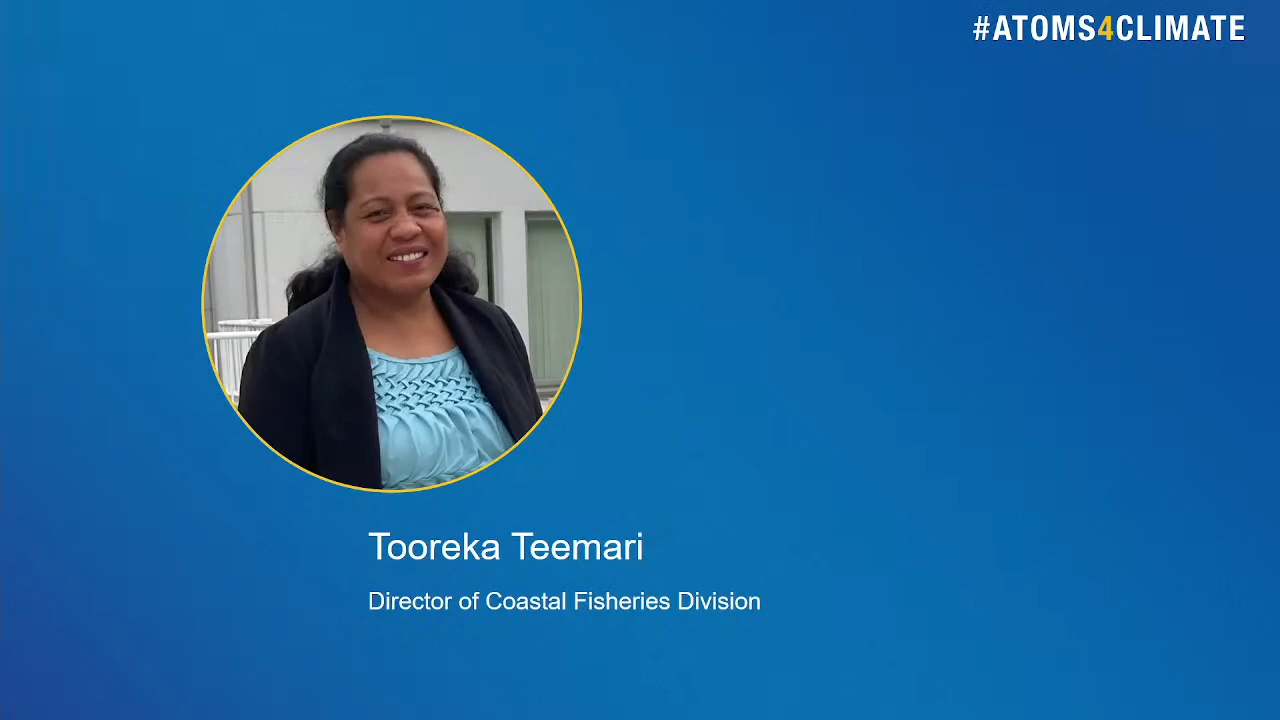 #ATOMS4CLIMATE
Tooreka Teemari
Director of Coastal Fisheries Division